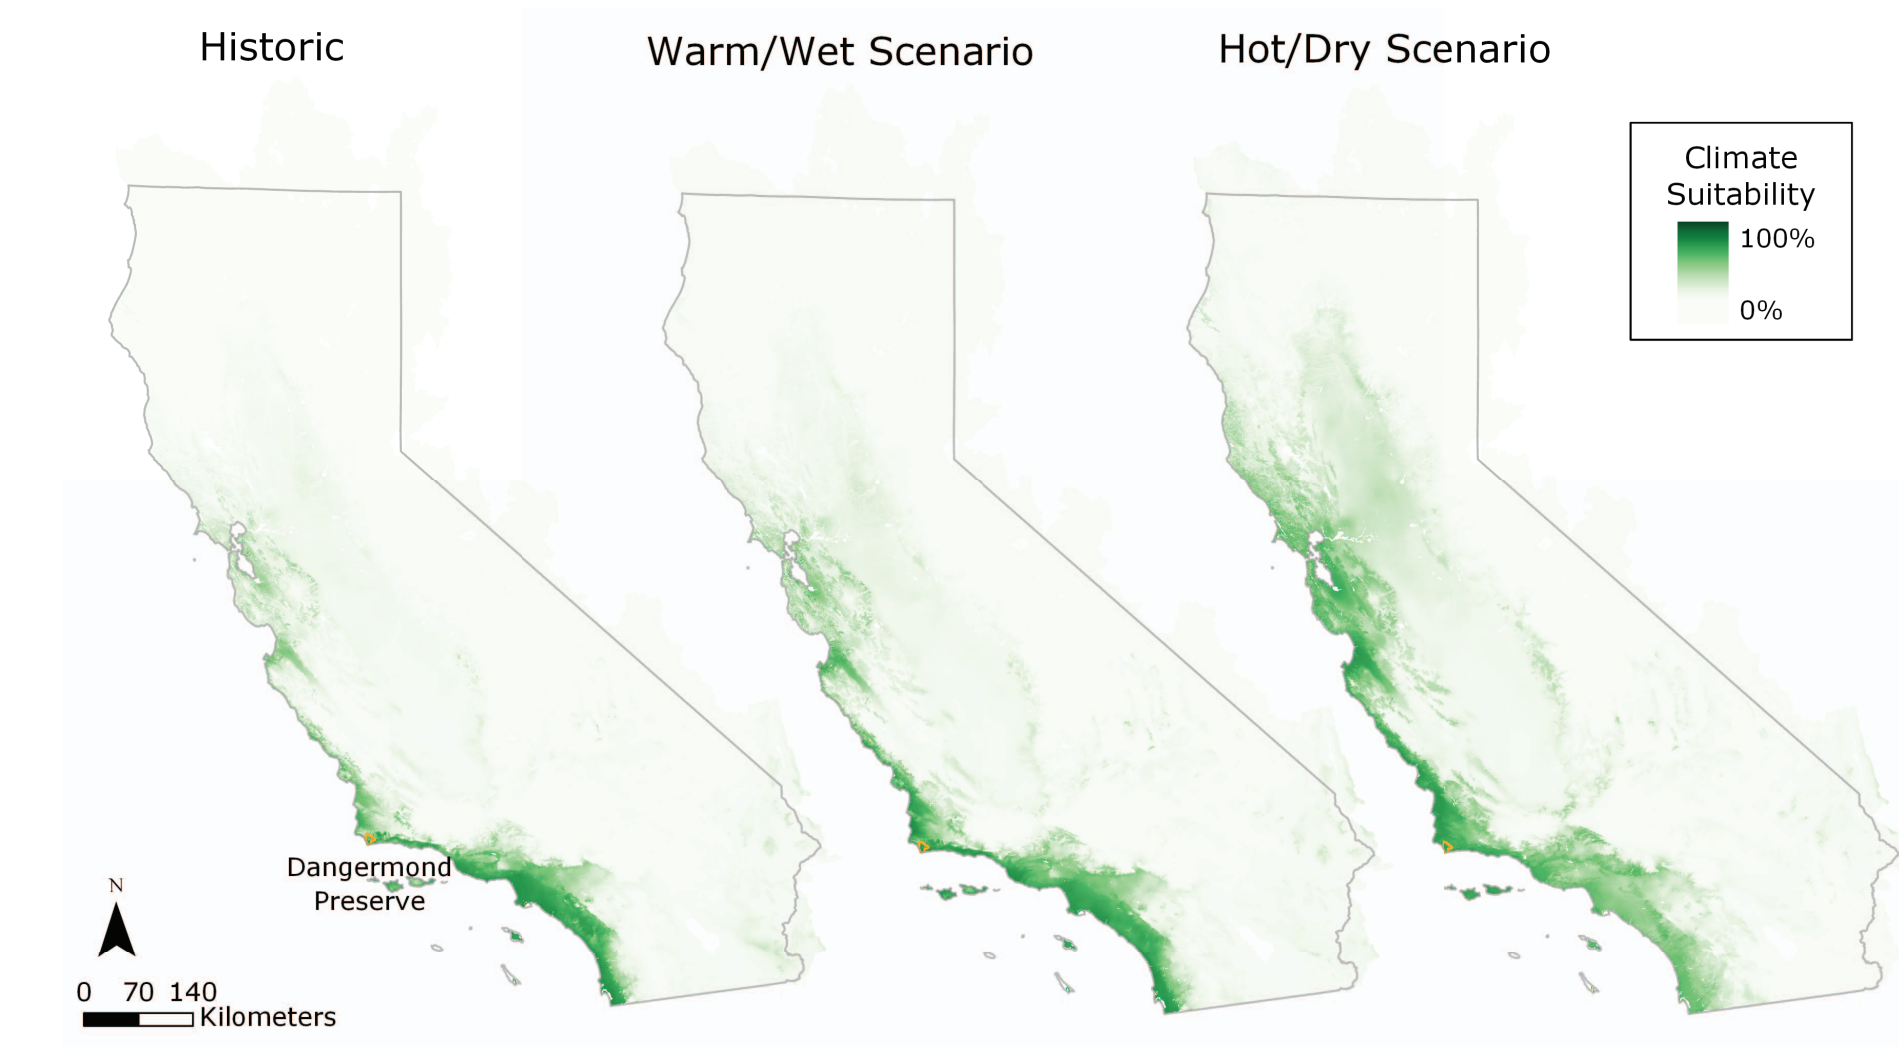 Historic
Warm/Wet Scenario
Hot/Dry Scenario
Climate
Suitability
100%
0%
Dangermond
Preserve
N
0 70 140
Kilometers